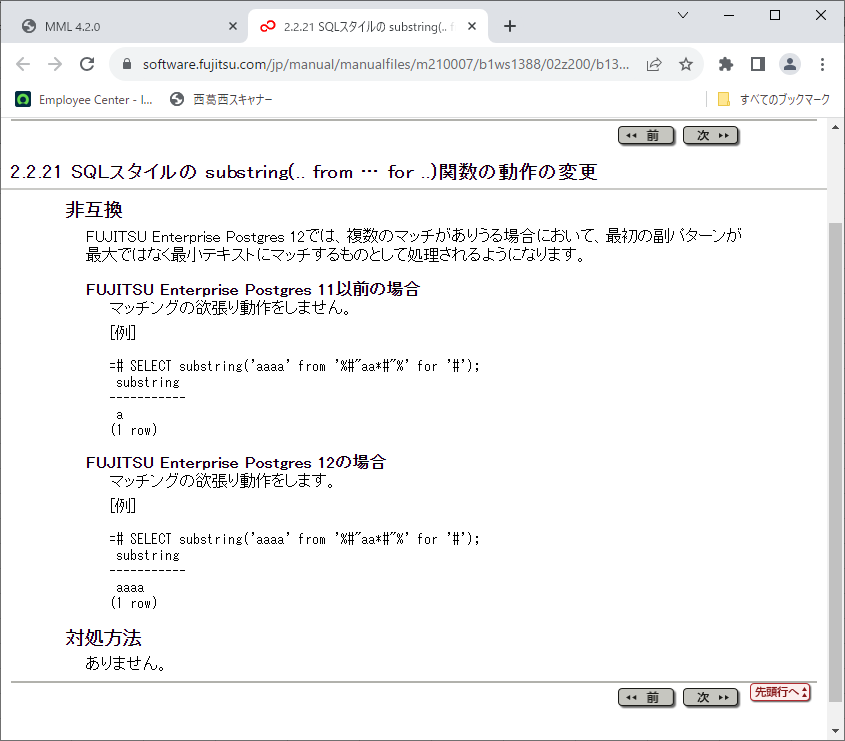 MML 4.2.0
2.2.21 SQLスタイルの substring(.. f
software.fujitsu.com/jp/manual/manualfiles/m210007/b1ws1388/02z200/b13...
Employee Center - I...
西葛西スキャナー
すべてのブックマーク
前
次
2.2.21 SQLスタイルの substring(.. from … for ..)関数の動作の変更
非互換
FUJITSU Enterprise Postgres 12では、複数のマッチがありうる場合において、最初の副パターンが
最大ではなく最小テキストにマッチするものとして処理されるようになります。
FUJITSU Enterprise Postgres 11以前の場合
マッチングの欲張り動作をしません。
[例]
=# SELECT substring('aaaa' from '%#"aa*#"%' for '#');
substring
-----------
a
(1 row)
FUJITSU Enterprise Postgres 12の場合
マッチングの欲張り動作をします。
[例]
=# SELECT substring('aaaa' from '%#"aa*#"%' for '#');
substring
-----------
aaaa
(1 row)
対処方法
ありません。
前
次
先頭行へ